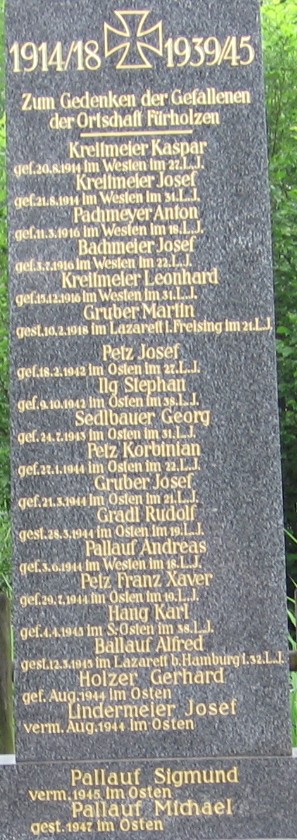 1914/18 1939/45
Zum Gedenken der Gefallenen
der Ortschaft Fürholzen
Kreitmeier Kaspar
gef.20.8.1914 im Westen im 27.L.J.
Kreitmeier Josef
gef.21.8.1914 im Westen im 31.L.J.
Pachmeyer Anton
gef.11.3.1916 im Westen im 18.L.J.
Bachmeier Josef
gef.3.7.1916 im Westen im 22.L.J.
Kreitmeier Leonhard
gef.15.12.1916 im Westen im 31.L.J.
Gruber Martin
gest.10.2.1918 im Lazarett i.Freising im 21.L.J.
Petz Josef
gef.18.2.1942 im Osten im 27.L.J.
Ilg Stephan
gef.9.10.1942 im Osten im 38.L.J.
Sedlbauer Georg
gef.24.7.1943 im Osten im 31.L.J.
Petz Korbinian
gef.22.1.1944 im Osten im 22.L.J.
Gruber Josef
gef.21.3.1944 im Osten im 21.L.J.
Gradl Rudolf
gest.28.3.1944 im Osten im 19.L.J.
Pallauf Andreas
gef.3.6.1944 im Westen im 18.L.J.
Petz Franz Xaver
gef.29.7.1944 im Osten im 19.L.J.
Hang Karl
gef.4.4.1945 im S:Osten im 38.L.J.
Ballauf Alfred
gest.12.3.1945 im Lazarett b.Hamburg i.32.L.J.
Holzer Gerhard
gef. Aug.1944 im Osten
Lindermeier Josef
verm. Aug.1944 im Osten
Pallauf Sigmund
verm.1945 im Osten
Pallauf Michael
gest.1947 im Osten